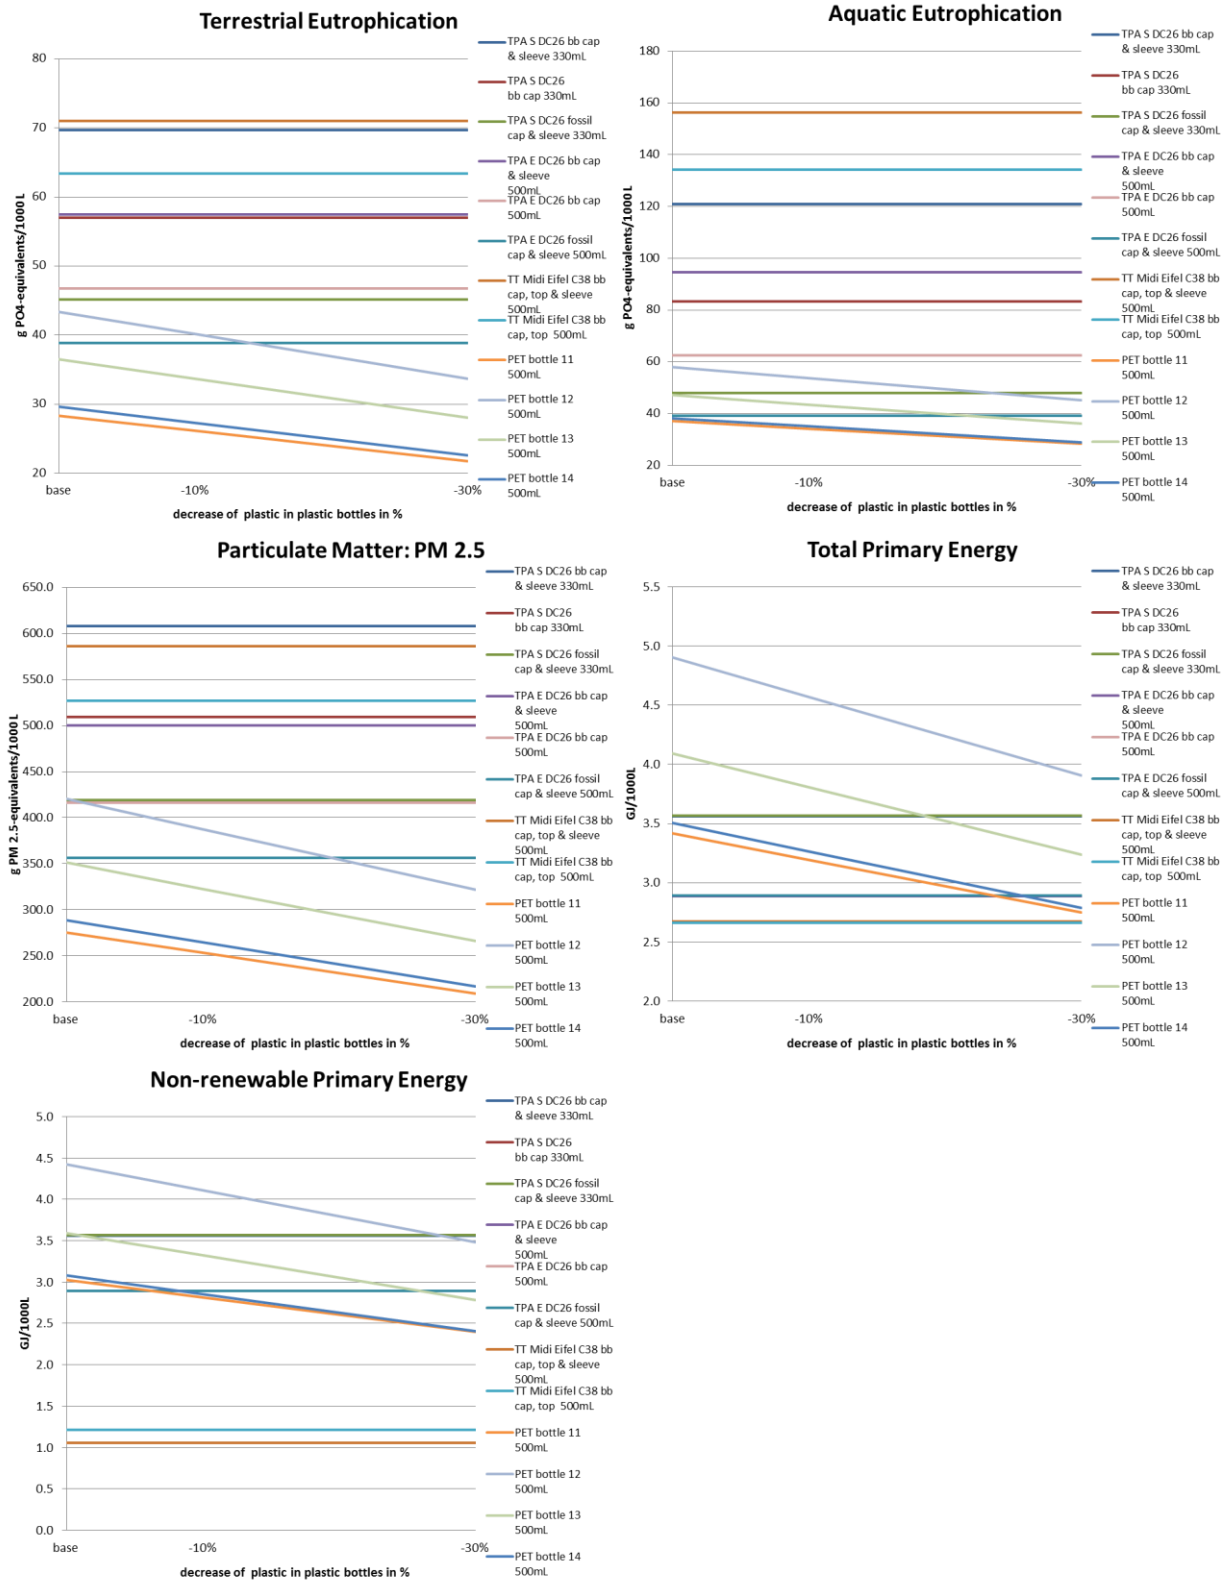 Terrestrial Eutrophication
g PO4-equivalents/1000 L
80
70
60
50
40
30
20
base
-10%
-30%
decrease of plastic in plastic bottles in %
TPA S DC26 bb cap
& sleeve 330mL
TPA S DC26
bb cap 330mL
TPA S DC26 fossil
cap & sleeve 330mL
TPA E DC26 bb cap
& sleeve
500mL
TPA E DC26 bb cap
500mL
TPA E DC26 fossil
cap & sleeve 500mL
TT Midi Eifel C38 bb
cap, top & sleeve
500mL
TT Midi Eifel C38 bb
cap, top 500mL
PET bottle 11
500mL
PET bottle 12
500mL
PET bottle 13
500mL
PET bottle 14
500mL
Aquatic Eutrophication
g PO4-equivalents/1000 L
180
160
140
120
100
80
60
40
20
base
-10%
-30%
decrease of plastic in plastic bottles in %
TPA S DC26 bb cap
& sleeve 330mL
TPA S DC26
bb cap 330mL
TPA S DC26 fossil
cap & sleeve 330mL
TPA E DC26 bb cap
& sleeve
500mL
TPA E DC26 bb cap
500mL
TPA E DC26 fossil
cap & sleeve 500mL
TT Midi Eifel C38 bb
cap, top & sleeve
500mL
TT Midi Eifel C38 bb
cap, top 500mL
PET bottle 11
500mL
PET bottle 12
500mL
PET bottle 13
500mL
PET bottle 14
500mL
Particulate Matter: PM 2.5
g PM 2.5-equivalents/1000 L
650.0
600.0
550.0
500.0
450.0
400.0
350.0
300.0
250.0
200.0
base
-10%
-30%
decrease of plastic in plastic bottles in %
TPA S DC26 bb cap
& sleeve 330mL
TPA S DC26
bb cap 330mL
TPA S DC26 fossil
cap & sleeve 330mL
TPA E DC26 bb cap
& sleeve
500mL
TPA E DC26 bb cap
500mL
TPA E DC26 fossil
cap & sleeve 500mL
TT Midi Eifel C38 bb
cap, top & sleeve
500mL
TT Midi Eifel C38 bb
cap, top 500mL
PET bottle 11
500mL
PET bottle 12
500mL
PET bottle 13
500mL
PET bottle 14
500mL
Total Primary Energy
GJ/1000L
5.5
5.0
4.5
4.0
3.5
3.0
2.5
2.0
base
-10%
-30%
decrease of plastic in plastic bottles in %
TPA S DC26 bb cap
& sleeve 330mL
TPA S DC26
bb cap 330mL
TPA S DC26 fossil
cap & sleeve 330mL
TPA E DC26 bb cap
& sleeve
500mL
TPA E DC26 bb cap
500mL
TPA E DC26 fossil
cap & sleeve 500mL
TT Midi Eifel C38 bb
cap, top & sleeve
500mL
TT Midi Eifel C38 bb
cap, top 500mL
PET bottle 11
500mL
PET bottle 12
500mL
PET bottle 13
500mL
PET bottle 14
500mL
Non-renewable Primary Energy
GJ/1000L
5.0
4.5
4.0
3.5
3.0
2.5
2.0
1.5
1.0
0.5
0.0
base
-10%
-30%
decrease of plastic in plastic bottles in %
TPA S DC26 bb cap
& sleeve 330mL
TPA S DC26
bb cap 330mL
TPA S DC26 fossil
cap & sleeve 330mL
TPA E DC26 bb cap
& sleeve
500mL
TPA E DC26 bb cap
500mL
TPA E DC26 fossil
cap & sleeve 500mL
TT Midi Eifel C38 bb
cap, top & sleeve
500mL
TT Midi Eifel C38 bb
cap, top 500mL
PET bottle 11
500mL
PET bottle 12
500mL
PET bottle 13
500mL
PET bottle 14
500mL